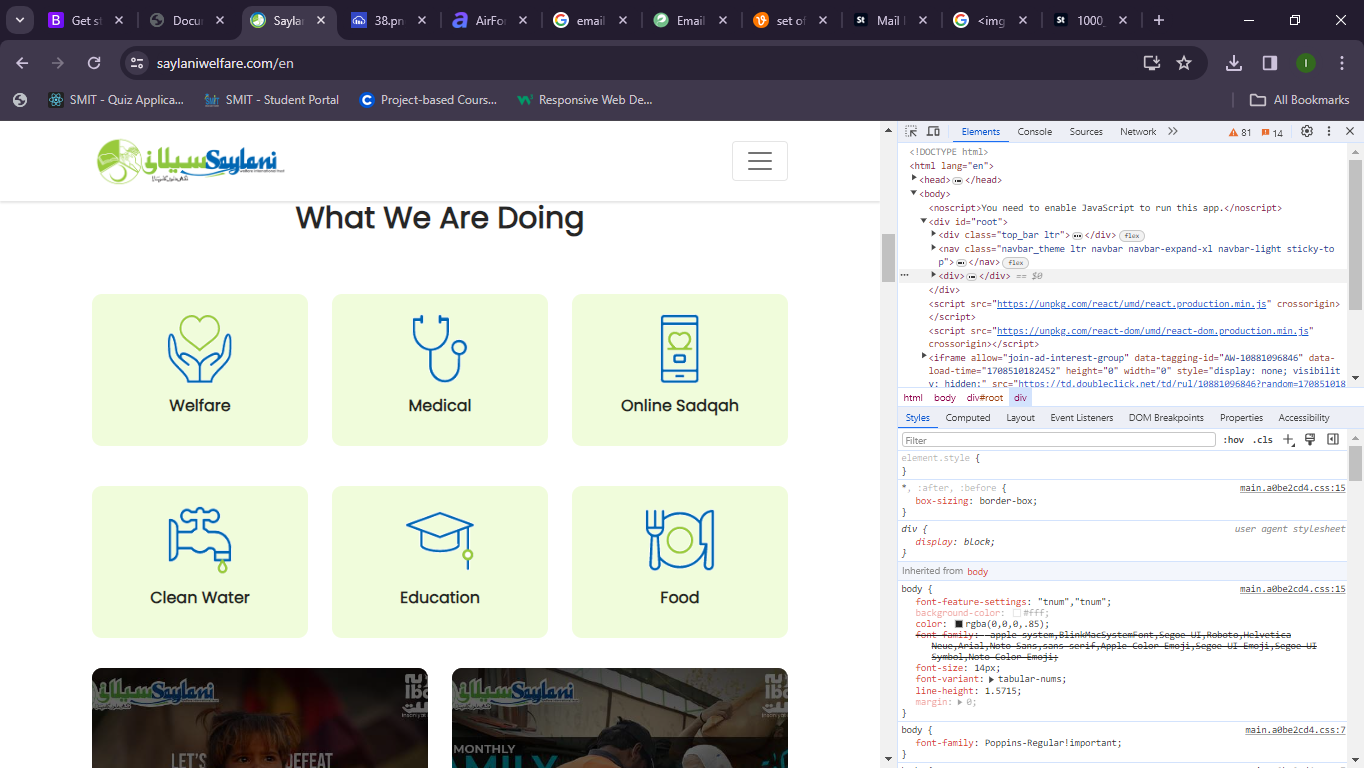 Get s
Docu
Sayla
38.pn
AirFo
email
Email
set of
Mail
<img
1000_
saylaniwelfare.com/en
SMIT - Quiz Applica...
SMIT - Student Portal
Project-based Cours...
Responsive Web De...
All Bookmarks
سیلانی Saylani
What We Are Doing
Welfare
Medical
Online Sadqah
Clean Water
Education
Food
سیلانی Saylani
LET'S
DEFEAT
سیلانی Saylani
MONTHLY
FAMILY
Elements
Console
Sources
Network
81
14
<!DOCTYPE html>
<html lang="en">
<head> </head>
<body>
<noscript>You need to enable JavaScript to run this app.</noscript>
<div id="root">
<div class="top_bar ltr"> </div> flex
<nav class="navbar_theme ltr navbar navbar-expand-xl navbar-light sticky-to
p"> </nav> flex
<div> </div> == $0
</div>
<script src="https://unpkg.com/react/umd/react.production.min.js" crossorigin>
</script>
<script src="https://unpkg.com/react-dom/umd/react-dom.production.min.js"
crossorigin></script>
<iframe allow="join-ad-interest-group" data-tagging-id="AW-10881096846" data-
load-time="1708510182452" height="0" width="0" style="display: none; visibilit
y: hidden;" src="https://td.doubleclick.net/td/rul/10881096846?random=170851018
html body div#root div
Styles
Computed
Layout
Event Listeners
DOM Breakpoints
Properties
Accessibility
Filter
:hov .cls
element.style {
}
*, :after, :before {
main.a0be2cd4.css:15
box-sizing: border-box;
}
div {
user agent stylesheet
display: block;
}
Inherited from body
body {
main.a0be2cd4.css:15
font-feature-settings: "tnum","tnum";
background-color: #fff;
color: rgba(0,0,0,.85);
font-family: -apple-system,BlinkMacSystemFont,Segoe UI,Roboto,Helvetica
Neue,Arial,Noto Sans,sans-serif,Apple Color Emoji,Segoe UI Emoji,Segoe UI
Symbol,Noto Color Emoji;
font-size: 14px;
font-variant: tabular-nums;
line-height: 1.5715;
margin: 0;
}
body {
main.a0be2cd4.css:7
font-family: Poppins-Regular!important;
}